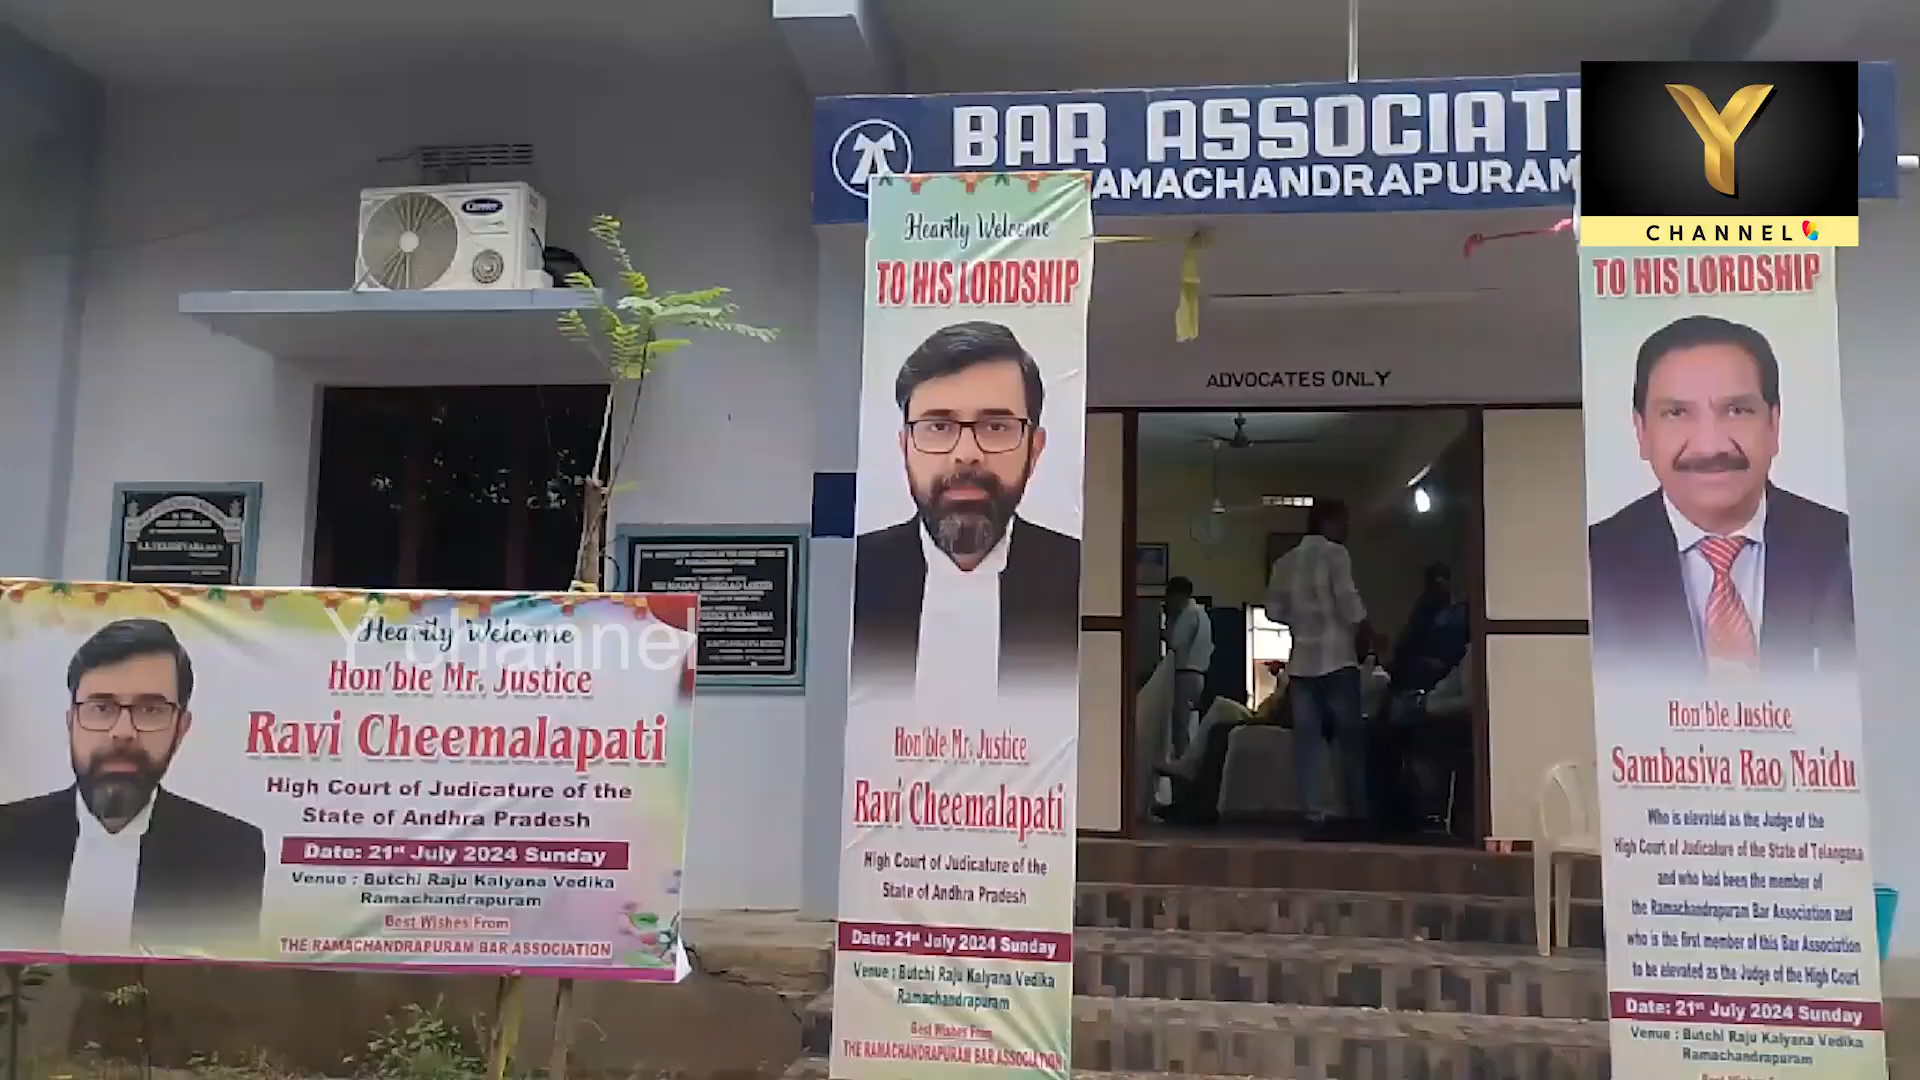 BAR ASSOCIATI
AMACHANDRAPURAM
Y
CHANNEL
Carrier
ADVOCATES ONLY
Y channel
Heartly Welcome
Hon'ble Mr. Justice
Ravi Cheemalapati
High Court of Judicature of the
State of Andhra Pradesh
Date: 21st July 2024 Sunday
Venue : Butchi Raju Kalyana Vedika
Ramachandrapuram
Best Wishes From
THE RAMACHANDRAPURAM BAR ASSOCIATION
Heartly Welcome
TO HIS LORDSHIP
Hon'ble Mr. Justice
Ravi Cheemalapati
High Court of Judicature of the
State of Andhra Pradesh
Date: 21st July 2024 Sunday
Venue : Butchi Raju Kalyana Vedika
Ramachandrapuram
Best Wishes From
THE RAMACHANDRAPURAM BAR ASSOCIATION
TO HIS LORDSHIP
Hon'ble Justice
Sambasiva Rao Naidu
Who is elevated as the Judge of the
High Court of Judicature of the State of Telangana
and who had been the member of
the Ramachandrapuram Bar Association and
who is the first member of this Bar Association
to be elevated as the Judge of the High Court
Date: 21st July 2024 Sunday
Venue : Butchi Raju Kalyana Vedika
Ramachandrapuram